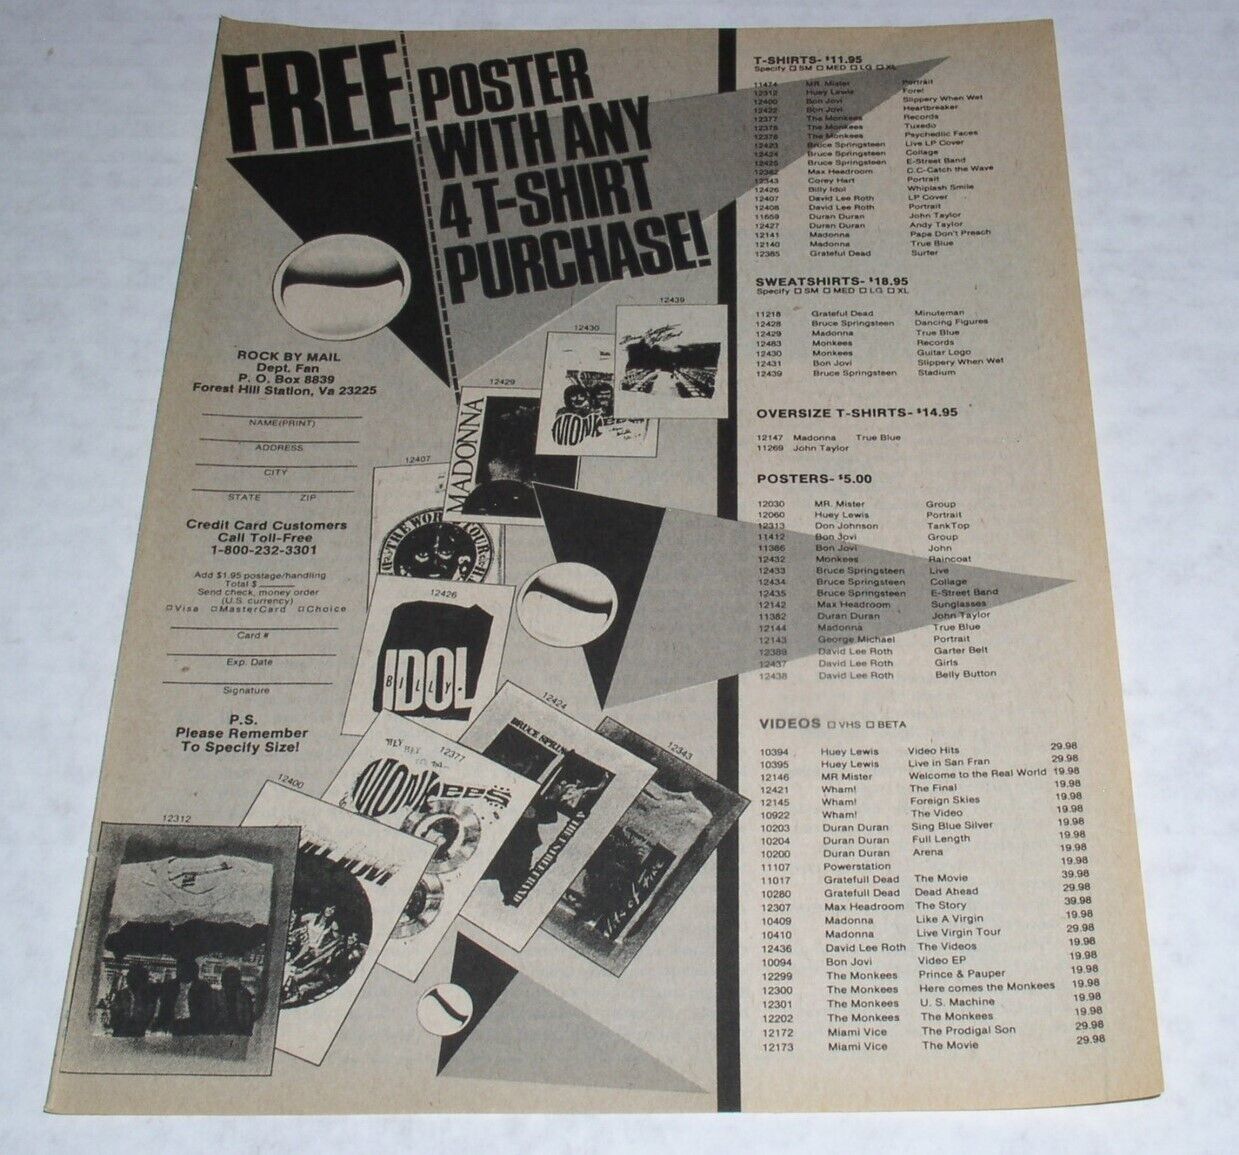 FREE POSTER
WITH ANY
4 T-SHIRT
PURCHASE!
ROCK BY MAIL
Dept. Fan
P. O. Box 8839
Forest Hill Station, Va 23225
NAME(PRINT)
ADDRESS
CITY
STATE ZIP
Credit Card Customers
Call Toll-Free
1-800-232-3301
Add $1.95 postage/handling
Total $
Send check, money order
(U.S. currency)
□ Visa □ MasterCard □ Choice
Card #
Exp. Date
Signature
P.S.
Please Remember
To Specify Size!
12439
12430
MONKEES
12429
MADONNA
12407
THE WORLD TOUR
12426
IDOL
BILLY
12424
BRUCE SPRIN
12343
12377
HEY HEY
MONKEES
12400
12312
T-SHIRTS- $11.95
Specify □ SM □ MED □ LG □ XL
11474 MR. Mister Portrait
12312 Huey Lewis Fore!
12400 Bon Jovi Slippery When Wet
12422 Bon Jovi Heartbreaker
12377 The Monkees Records
12378 The Monkees Tuxedo
The Monkees Psychedlic Faces
12423 Bruce Springsteen Live LP Cover
12424 Bruce Springsteen Collage
12425 Bruce Springsteen E-Street Band
12382 Max Headroom C.C-Catch the Wave
12343 Corey Hart Portrait
12426 Billy Idol Whiplash Smile
12407 David Lee Roth LP Cover
12408 David Lee Roth Portrait
11659 Duran Duran John Taylor
12427 Duran Duran Andy Taylor
12141 Madonna Papa Don't Preach
12140 Madonna True Blue
12385 Grateful Dead Surfer
SWEATSHIRTS- $18.95
Specify □ SM □ MED □ LG □ XL
11218 Grateful Dead Minuteman
12428 Bruce Springsteen Dancing Figures
12429 Madonna True Blue
12483 Monkees Records
12430 Monkees Guitar Logo
12431 Bon Jovi Slippery When Wet
12439 Bruce Springsteen Stadium
OVERSIZE T-SHIRTS- $14.95
12147 Madonna True Blue
11269 John Taylor
POSTERS- $5.00
12030 MR. Mister Group
12060 Huey Lewis Portrait
12313 Don Johnson TankTop
11412 Bon Jovi Group
11386 Bon Jovi John
12432 Monkees Raincoat
12433 Bruce Springsteen Live
12434 Bruce Springsteen Collage
12435 Bruce Springsteen E-Street Band
12142 Max Headroom Sunglasses
11382 Duran Duran John Taylor
12144 Madonna True Blue
12143 George Michael Portrait
12389 David Lee Roth Garter Belt
12437 David Lee Roth Girls
12438 David Lee Roth Belly Button
VIDEOS □ VHS □ BETA
10394 Huey Lewis Video Hits 29.98
10395 Huey Lewis Live in San Fran 29.98
12146 MR Mister Welcome to the Real World 19.98
12421 Wham! The Final 19.98
12145 Wham! Foreign Skies 19.98
10922 Wham! The Video 19.98
10203 Duran Duran Sing Blue Silver 19.98
10204 Duran Duran Full Length 19.98
10200 Duran Duran Arena 19.98
11107 Powerstation 19.98
11017 Gratefull Dead The Movie 39.98
10280 Gratefull Dead Dead Ahead 29.98
12307 Max Headroom The Story 39.98
10409 Madonna Like A Virgin 19.98
10410 Madonna Live Virgin Tour 29.98
12436 David Lee Roth The Videos 19.98
10094 Bon Jovi Video EP 19.98
12299 The Monkees Prince & Pauper 19.98
12300 The Monkees Here comes the Monkees 19.98
12301 The Monkees U. S. Machine 19.98
12202 The Monkees The Monkees 19.98
12172 Miami Vice The Prodigal Son 29.98
12173 Miami Vice The Movie 29.98